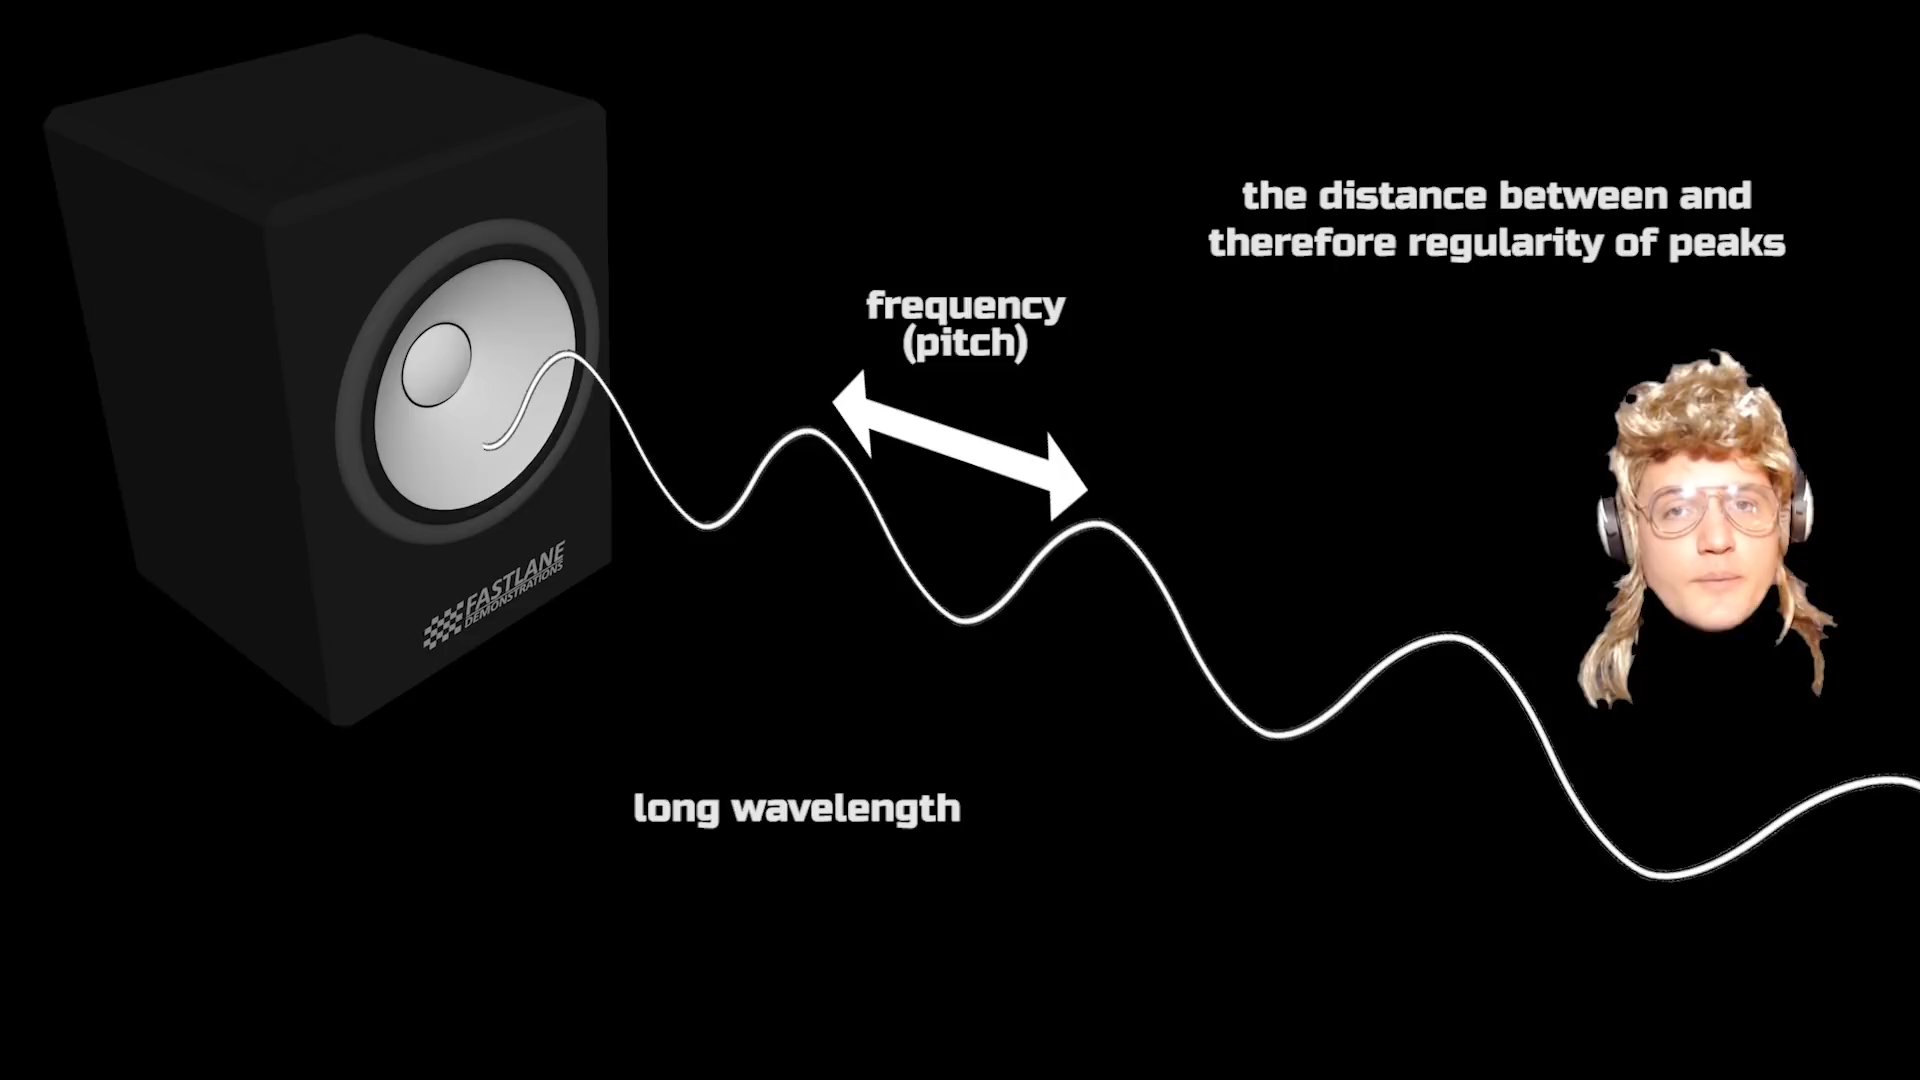 the distance between and
therefore regularity of peaks
frequency
(pitch)
FASTLANE
DEMONSTRATIONS
long wavelength